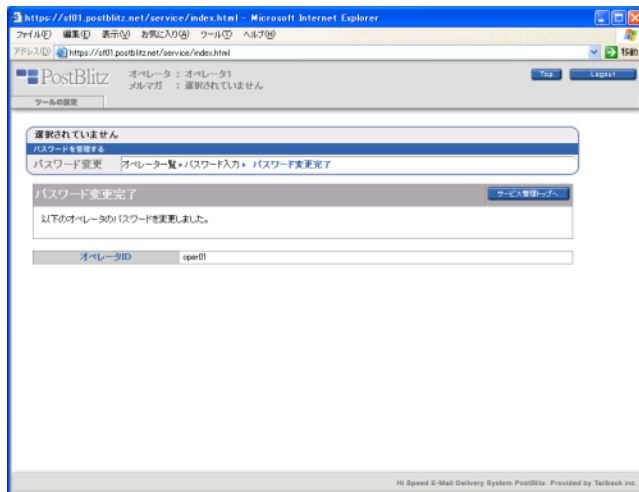 https://sf01.postblitz.net/service/index.html - Microsoft Internet Explorer
ファイル(F) 編集(E) 表示(V) お気に入り(A) ツール(T) ヘルプ(H)
アドレス(D) https://sf01.postblitz.net/service/index.html 移動
PostBlitz オペレータ : オペレータ1 Top Logout
メルマガ : 選択されていません
ツールの設定
選択されていません
パスワードを管理する
パスワード変更 オペレーター覧 パスワード入力 パスワード変更完了
パスワード変更完了 サービス管理トップへ
以下のオペレータのパスワードを変更しました。
オペレータID oper01
Hi Speed E-Mail Delivery System PostBlitz. Provided by Talback inc.